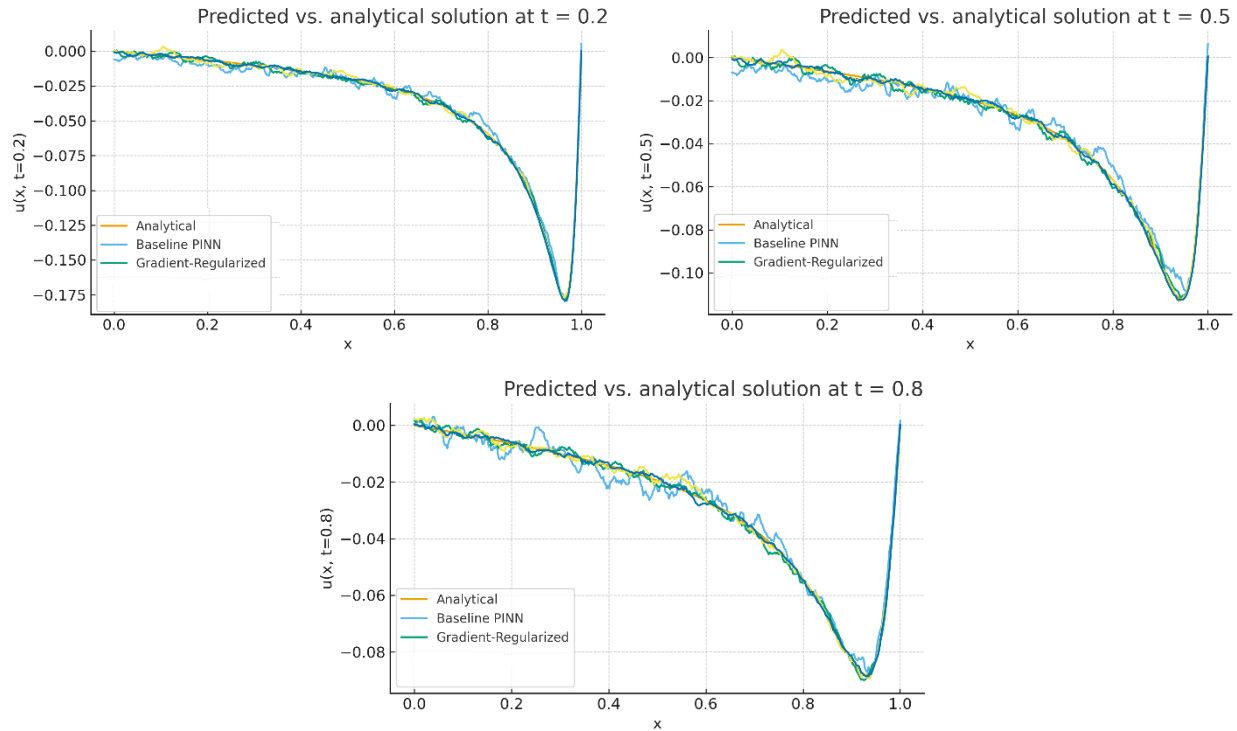 Predicted vs. analytical solution at t = 0.2
0.000
−0.025
−0.050
−0.075
−0.100
−0.125
−0.150
−0.175
u(x, t=0.2)
Analytical
Baseline PINN
Gradient-Regularized
0.0 0.2 0.4 0.6 0.8 1.0
x
Predicted vs. analytical solution at t = 0.5
0.00
−0.02
−0.04
−0.06
−0.08
−0.10
u(x, t=0.5)
Analytical
Baseline PINN
Gradient-Regularized
0.0 0.2 0.4 0.6 0.8 1.0
x
Predicted vs. analytical solution at t = 0.8
0.00
−0.02
−0.04
−0.06
−0.08
u(x, t=0.8)
Analytical
Baseline PINN
Gradient-Regularized
0.0 0.2 0.4 0.6 0.8 1.0
x